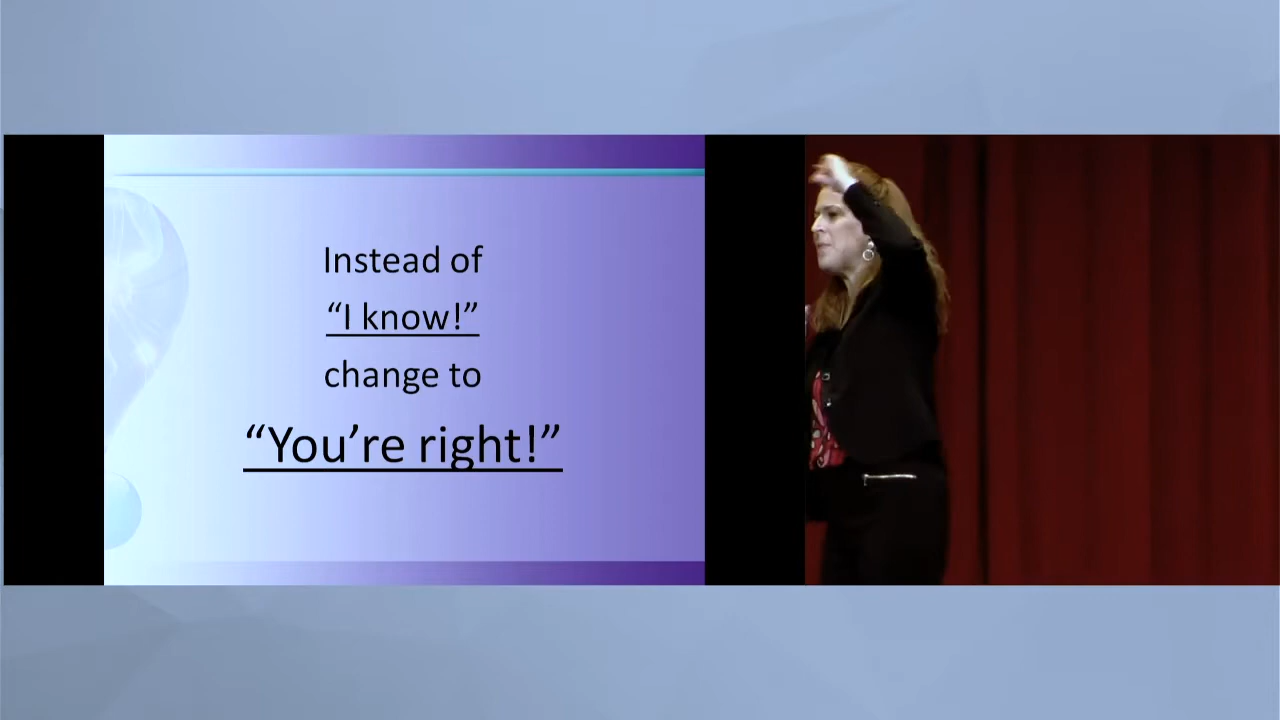 Instead of
“I know!”
change to
“You’re right!”